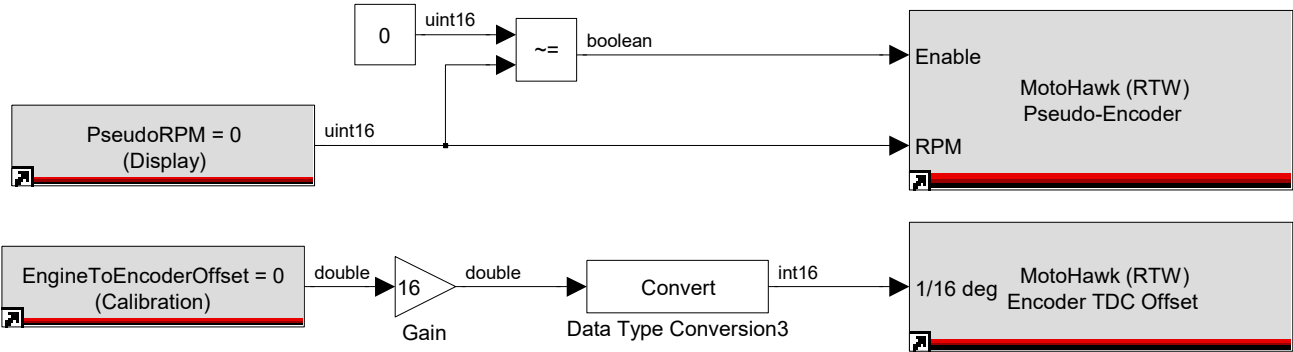 0
uint16
~=
boolean
Enable
MotoHawk (RTW)
Pseudo-Encoder
PseudoRPM = 0
(Display)
uint16
RPM
EngineToEncoderOffset = 0
(Calibration)
double
16
Gain
double
Convert
Data Type Conversion3
int16
1/16 deg
MotoHawk (RTW)
Encoder TDC Offset